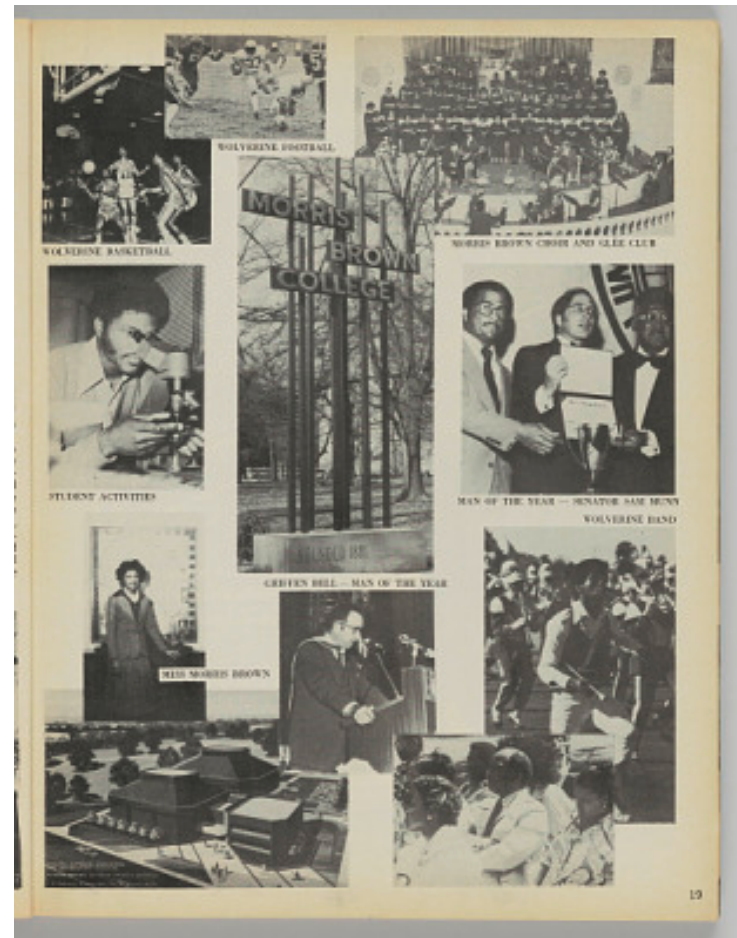 WOLVERINE FOOTBALL
WOLVERINE BASKETBALL
MORRIS BROWN CHOIR AND GLEE CLUB
MORRIS
BROWN
COLLEGE
STUDENT ACTIVITIES
MAN OF THE YEAR — SENATOR SAM NUNN
WOLVERINE BAND
GRIFFEN BELL — MAN OF THE YEAR
MISS MORRIS BROWN
19